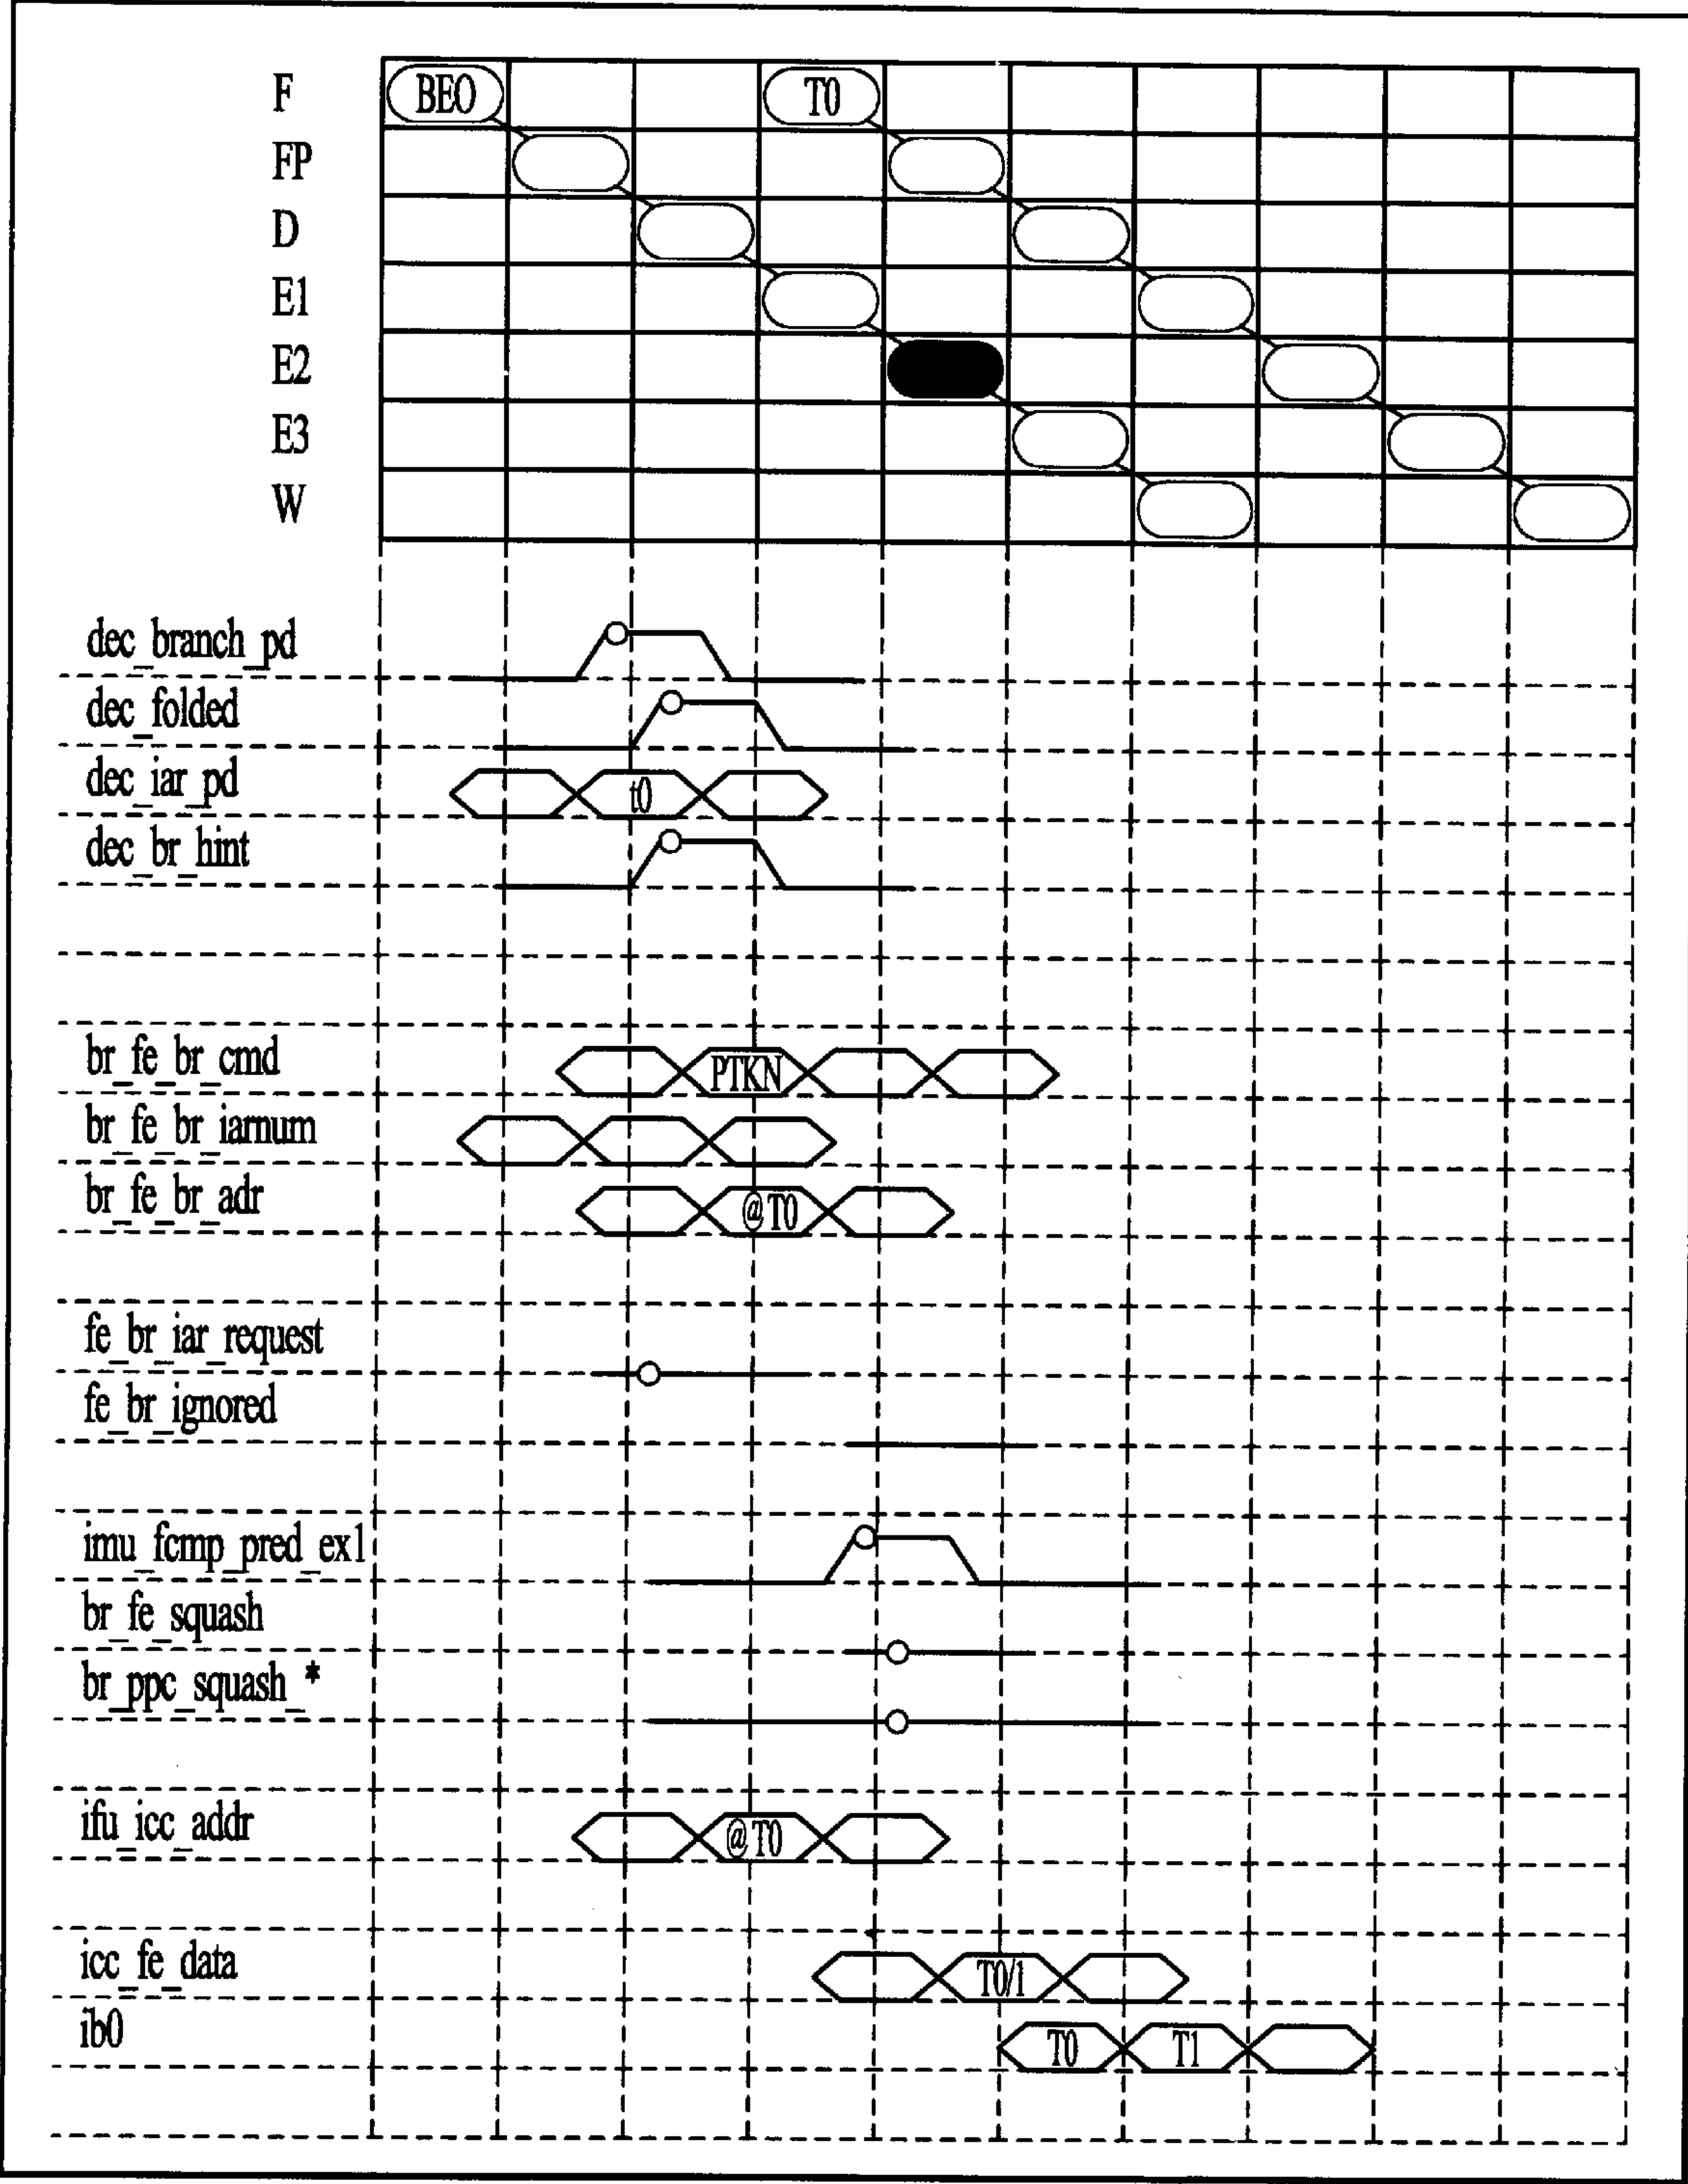 F BEO T0
FP
D
E1
E2
E3
W
dec_branch_pd
dec_folded
dec_iar_pd t0
dec_br_hint
br_fe_br_cmd PTKN
br_fe_br_iarnum
br_fe_br_adr @T0
fe_br_iar_request
fe_br_ignored
imu_fcmp_pred_ex1
br_fe_squash
br_ppc_squash_*
ifu_icc_addr @T0
icc_fe_data T0/1
ib0 T0 T1